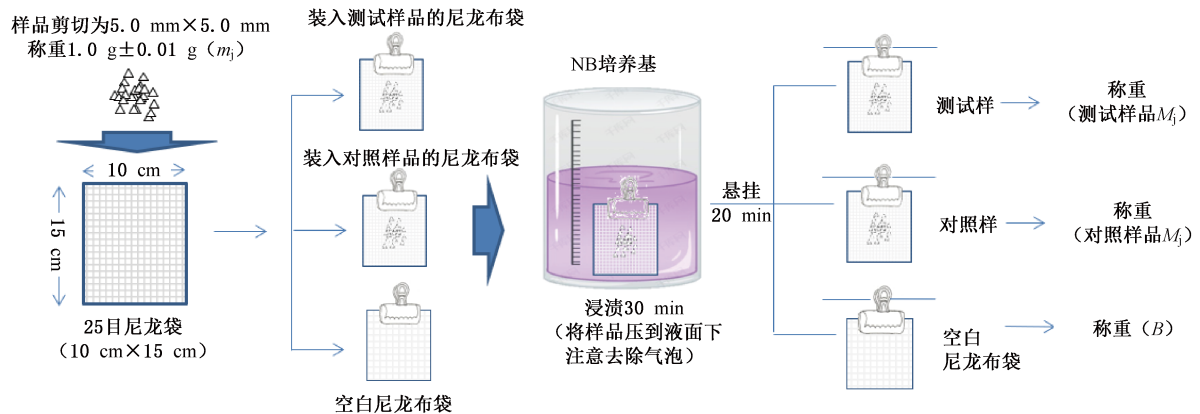 样品剪切为5.0 mm×5.0 mm
称重1.0 g±0.01 g（mj）
10 cm
15 cm
25目尼龙袋
（10 cm×15 cm）
装入测试样品的尼龙布袋
装入对照样品的尼龙布袋
空白尼龙布袋
NB培养基
浸渍30 min
（将样品压到液面下
注意去除气泡）
悬挂
20 min
测试样
称重
（测试样品Mj）
对照样
称重
（对照样品Mj）
空白
尼龙布袋
称重（B）